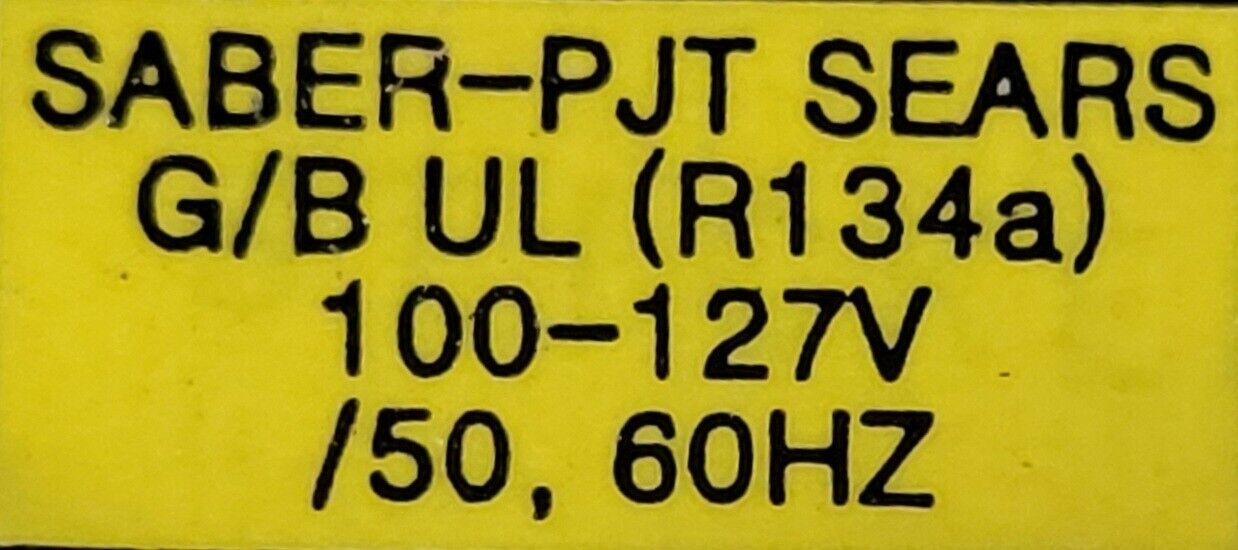 SABER-PJT SEARS
G/B UL (R134a)
100-127V
/50, 60HZ